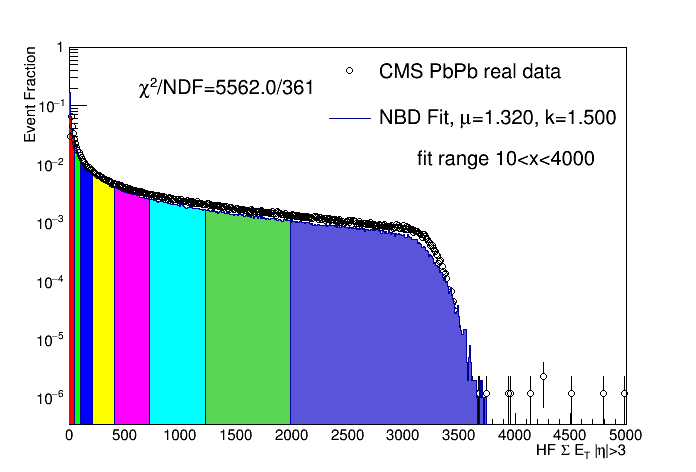 Event Fraction
1
10⁻¹
10⁻²
10⁻³
10⁻⁴
10⁻⁵
10⁻⁶
χ²/NDF=5562.0/361
CMS PbPb real data
NBD Fit, μ=1.320, k=1.500
fit range 10<x<4000
0 500 1000 1500 2000 2500 3000 3500 4000 4500 5000
HF Σ E_T |η|>3